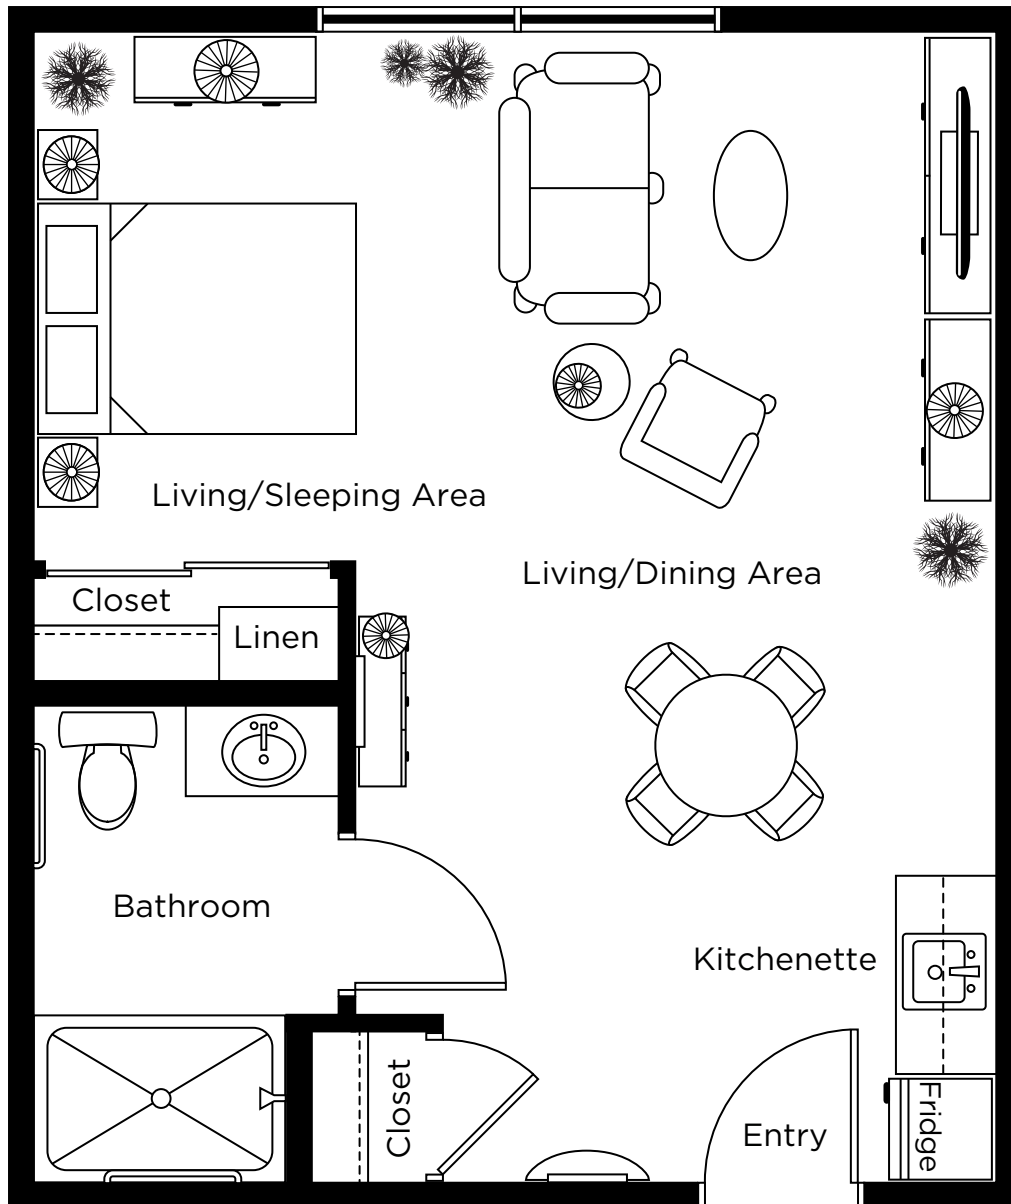 Living/Sleeping Area
Living/Dining Area
Closet
Linen
Bathroom
Kitchenette
Closet
Entry
Fridge